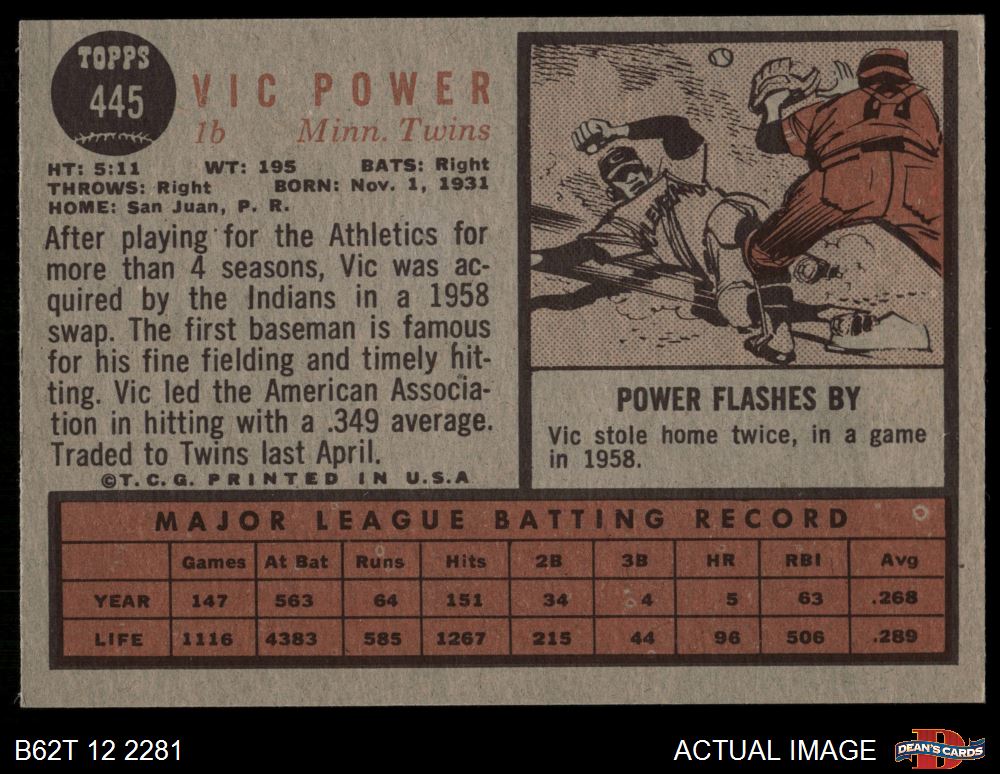 TOPPS
445
VIC POWER
1b Minn. Twins
HT: 5:11 WT: 195 BATS: Right
THROWS: Right BORN: Nov. 1, 1931
HOME: San Juan, P. R.
After playing for the Athletics for
more than 4 seasons, Vic was ac-
quired by the Indians in a 1958
swap. The first baseman is famous
for his fine fielding and timely hit-
ting. Vic led the American Associa-
tion in hitting with a .349 average.
Traded to Twins last April.
©T.C.G. PRINTED IN U.S.A
POWER FLASHES BY
Vic stole home twice, in a game
in 1958.
MAJOR LEAGUE BATTING RECORD
Games At Bat Runs Hits 2B 3B HR RBI Avg
YEAR 147 563 64 151 34 4 5 63 .268
LIFE 1116 4383 585 1267 215 44 96 506 .289
B62T 12 2281
ACTUAL IMAGE
DEAN'S CARDS